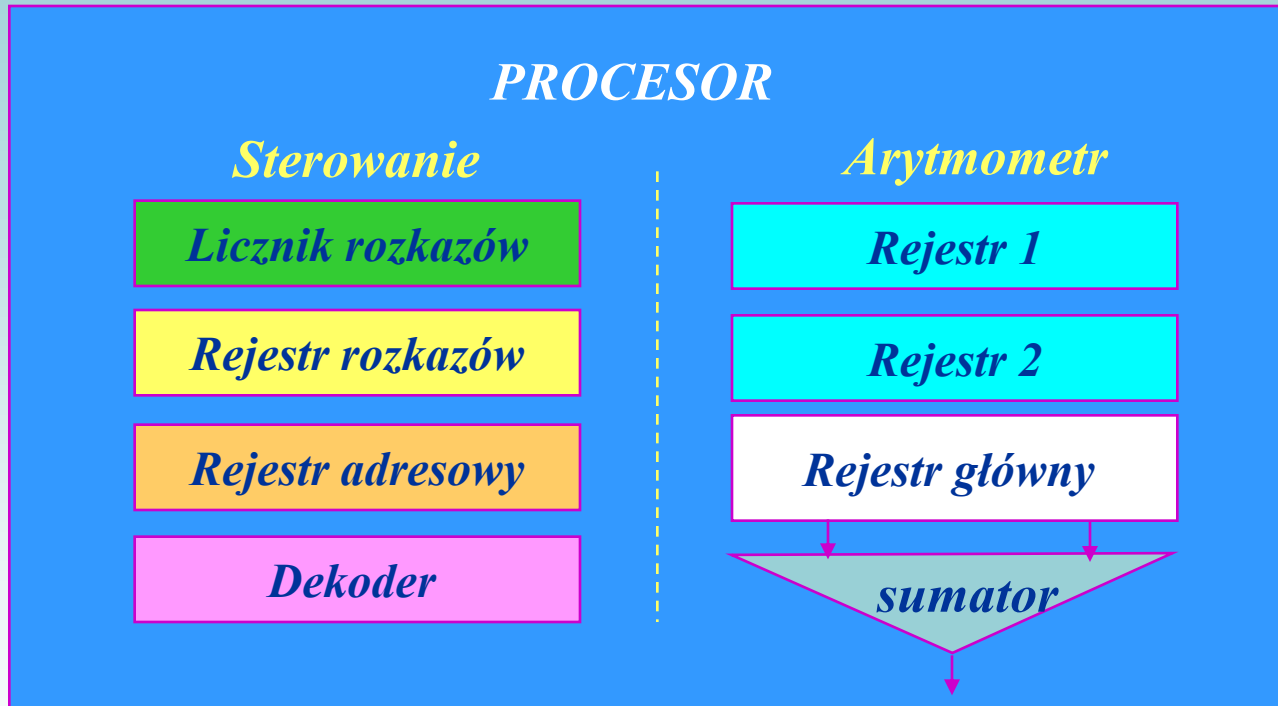 PROCESOR
Sterowanie
Licznik rozkazów
Rejestr rozkazów
Rejestr adresowy
Dekoder
Arytmometr
Rejestr 1
Rejestr 2
Rejestr główny
sumator